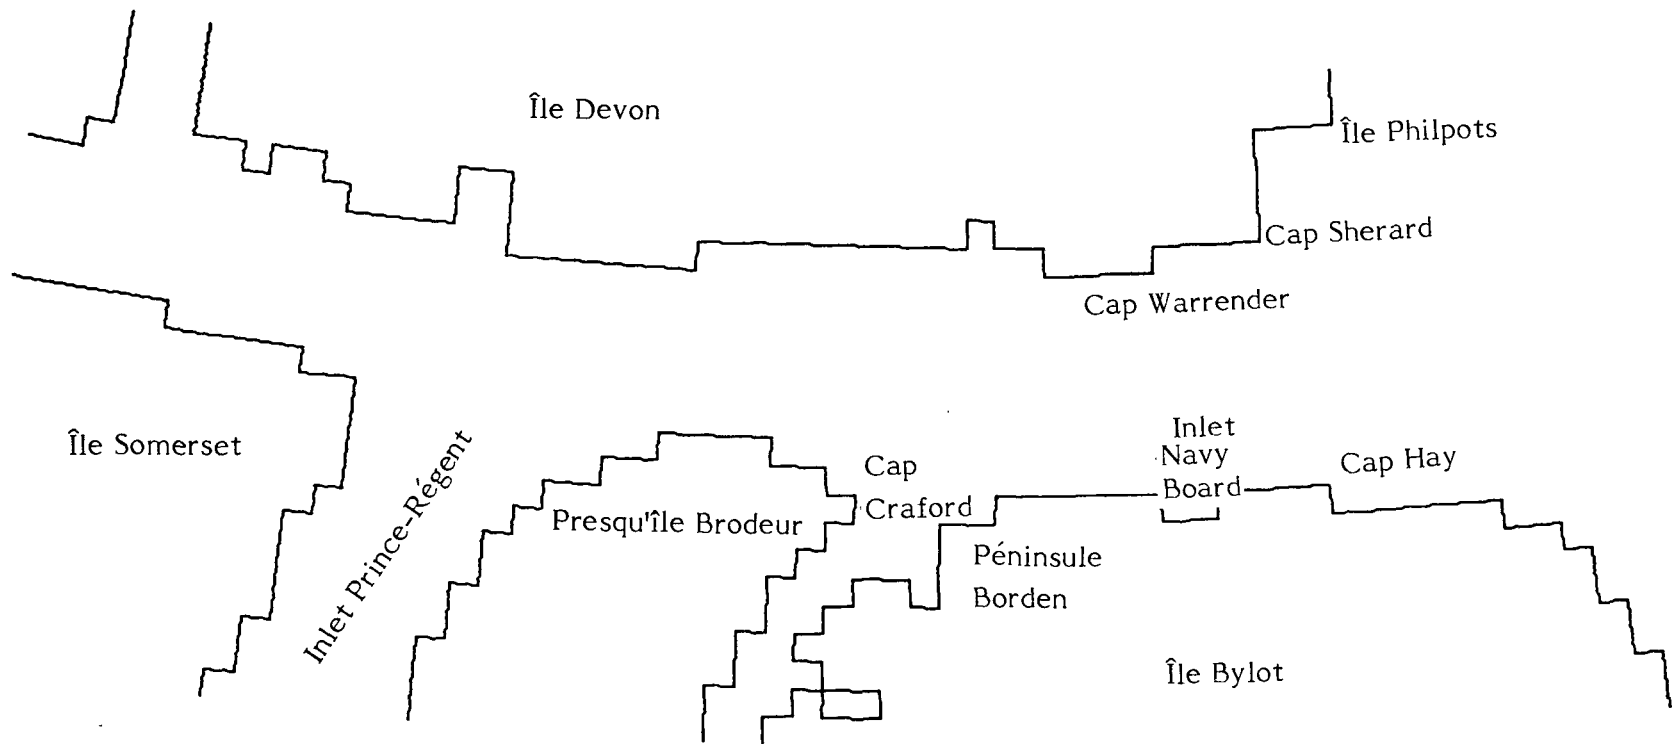 Île Devon
Île Philpots
Cap Sherard
Cap Warrender
Île Somerset
Inlet Prince-Régent
Presqu'île Brodeur
Cap
Craford
Péninsule
Borden
Inlet
Navy
Board
Cap Hay
Île Bylot